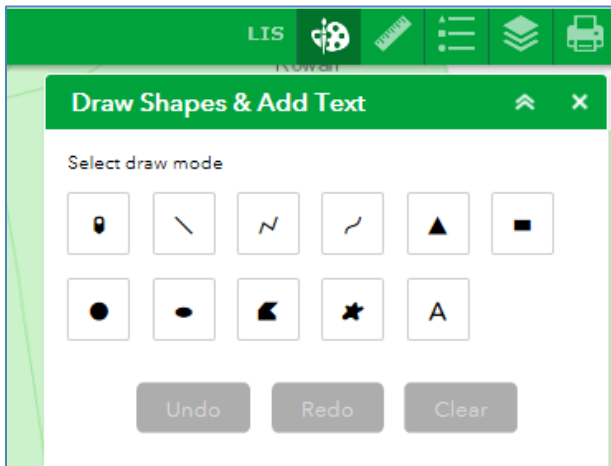 LIS
Rowan
Draw Shapes & Add Text
Select draw mode
A
Undo Redo Clear